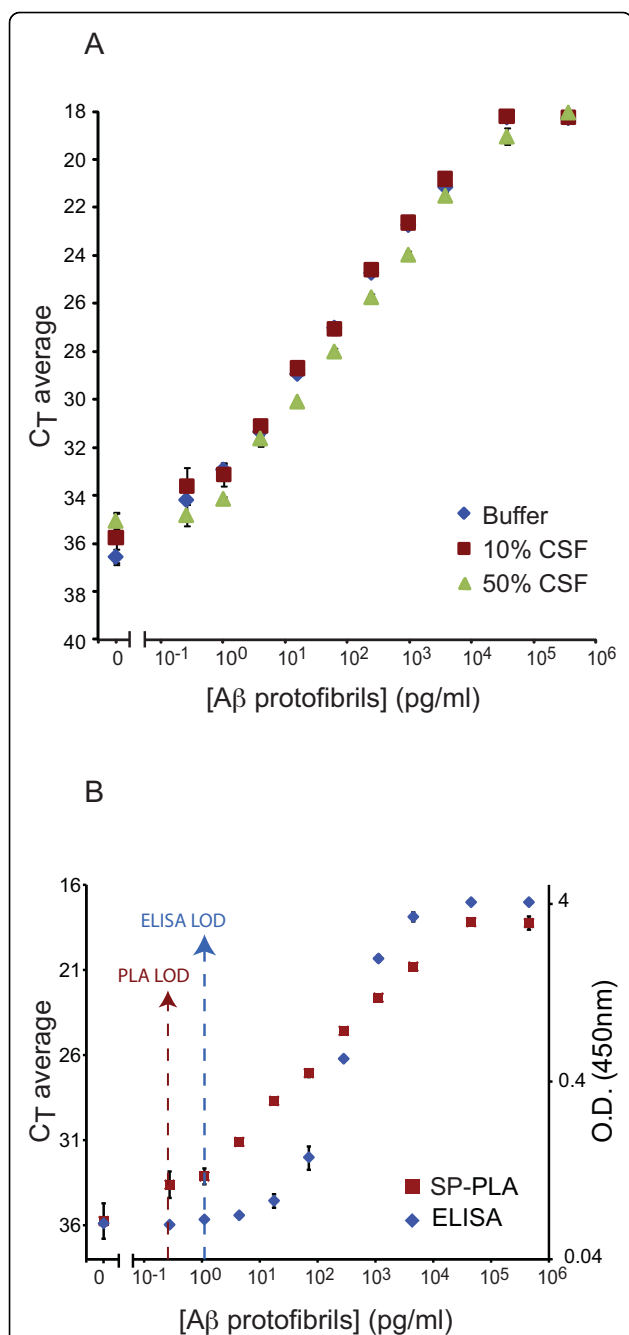 A
18
20
22
24
26
28
30
32
34
36
38
40
CT average
Buffer
10% CSF
50% CSF
0 10-1 100 101 102 103 104 105 106
[Aβ protofibrils] (pg/ml)
B
16
21
26
31
36
CT average
ELISA LOD
PLA LOD
4
0.4
0.04
O.D. (450nm)
SP-PLA
ELISA
0 10-1 100 101 102 103 104 105 106
[Aβ protofibrils] (pg/ml)